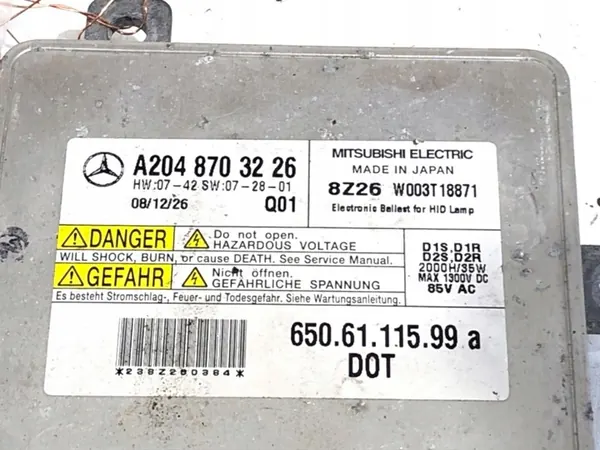 A204 870 32 26
HW:07-42 SW:07-28-01
08/12/26 Q01
MITSUBISHI ELECTRIC
MADE IN JAPAN
8Z26 W003T18871
Electronic Ballast for HID Lamp
DANGER Do not open.
HAZARDOUS VOLTAGE
WILL SHOCK, BURN, or cause DEATH. See Service Manual.
GEFAHR Nicht öffnen.
GEFÄHRLICHE SPANNUNG
Es besteht Stromschlag-, Feuer- und Todesgefahr. Siehe Wartungsanleitung.
D1S,D1R
D2S,D2R
2000H/35W
MAX 1300V DC
85V AC
*238Z260384*
650.61.115.99 a
DOT